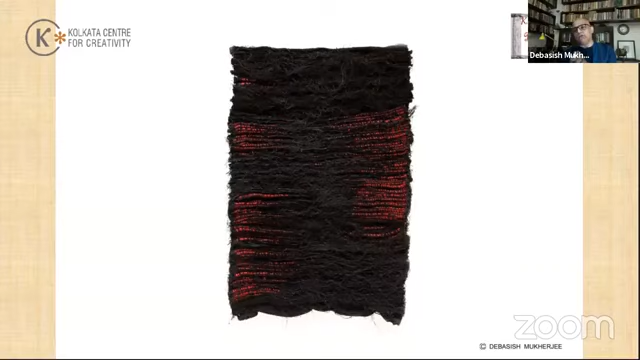 K
KOLKATA CENTRE
FOR CREATIVITY
Debasish Mukh...
zoom
© DEBASISH MUKHERJEE